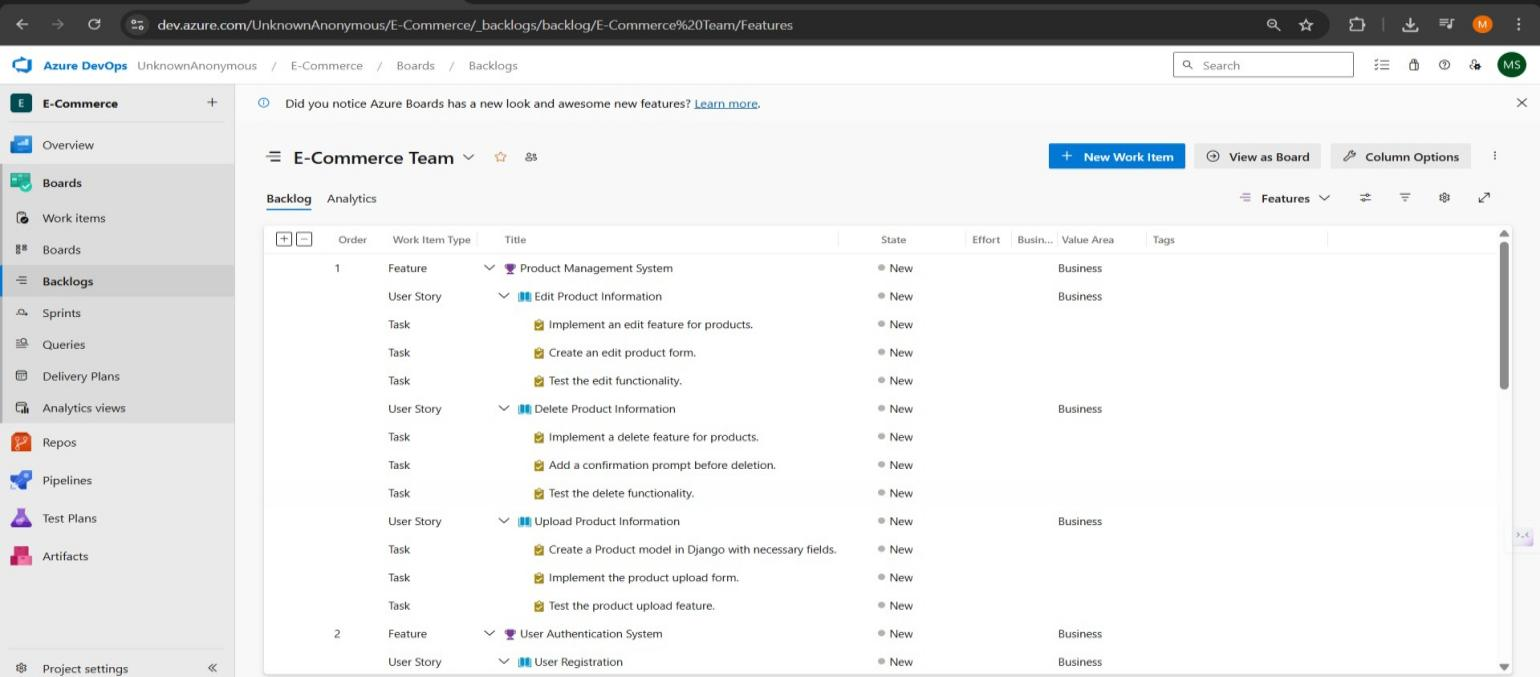 dev.azure.com/UnknownAnonymous/E-Commerce/_backlogs/backlog/E-Commerce%20Team/Features M
Azure DevOps UnknownAnonymous / E-Commerce / Boards / Backlogs Search MS
E E-Commerce +
Did you notice Azure Boards has a new look and awesome new features? Learn more.
Overview
Boards
Work items
Boards
Backlogs
Sprints
Queries
Delivery Plans
Analytics views
Repos
Pipelines
Test Plans
Artifacts
Project settings
E-Commerce Team
+ New Work Item View as Board Column Options
Backlog Analytics Features
Order Work Item Type Title State Effort Busin... Value Area Tags
1 Feature Product Management System New Business
User Story Edit Product Information New Business
Task Implement an edit feature for products. New
Task Create an edit product form. New
Task Test the edit functionality. New
User Story Delete Product Information New Business
Task Implement a delete feature for products. New
Task Add a confirmation prompt before deletion. New
Task Test the delete functionality. New
User Story Upload Product Information New Business
Task Create a Product model in Django with necessary fields. New
Task Implement the product upload form. New
Task Test the product upload feature. New
2 Feature User Authentication System New Business
User Story User Registration New Business